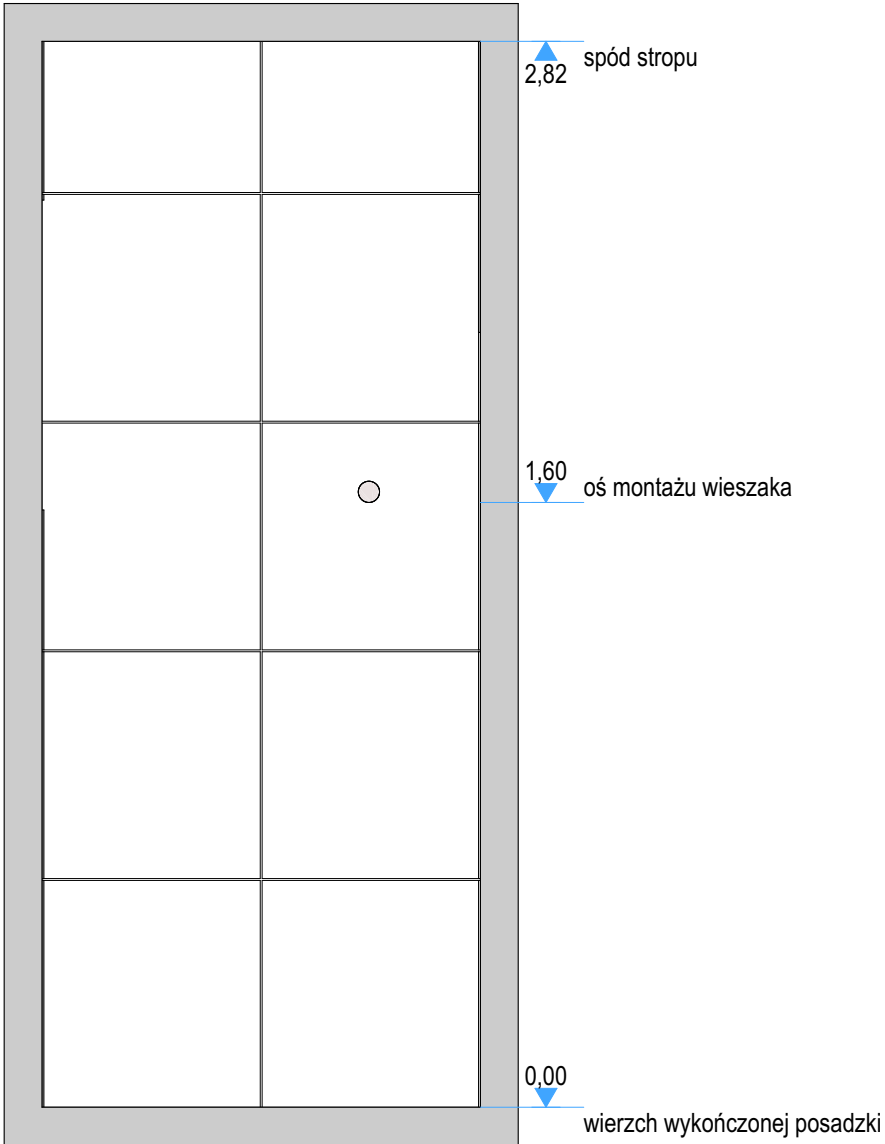 spód stropu
2,82
1,60
oś montażu wieszaka
0,00
wierzch wykończonej posadzki